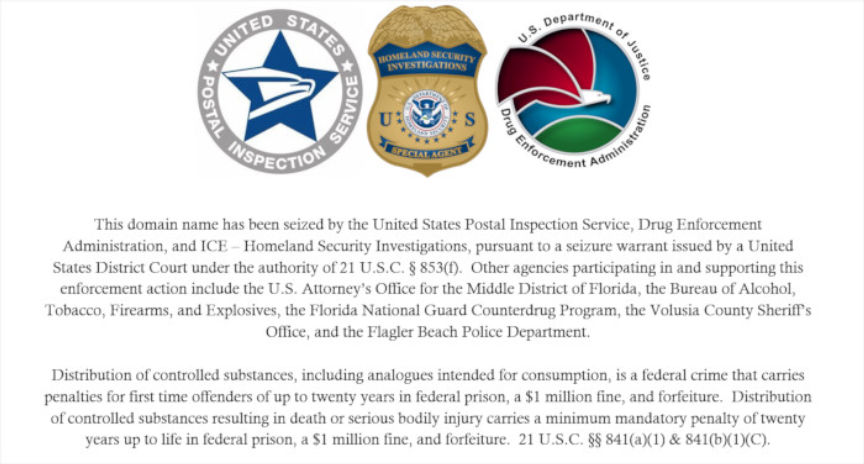 UNITED STATES
POSTAL INSPECTION SERVICE
HOMELAND SECURITY
INVESTIGATIONS
U S
SPECIAL AGENT
U.S. Department of Justice
Drug Enforcement Administration
This domain name has been seized by the United States Postal Inspection Service, Drug Enforcement
Administration, and ICE – Homeland Security Investigations, pursuant to a seizure warrant issued by a United
States District Court under the authority of 21 U.S.C. § 853(f). Other agencies participating in and supporting this
enforcement action include the U.S. Attorney's Office for the Middle District of Florida, the Bureau of Alcohol,
Tobacco, Firearms, and Explosives, the Florida National Guard Counterdrug Program, the Volusia County Sheriff's
Office, and the Flagler Beach Police Department.
Distribution of controlled substances, including analogues intended for consumption, is a federal crime that carries
penalties for first time offenders of up to twenty years in federal prison, a $1 million fine, and forfeiture. Distribution
of controlled substances resulting in death or serious bodily injury carries a minimum mandatory penalty of twenty
years up to life in federal prison, a $1 million fine, and forfeiture. 21 U.S.C. §§ 841(a)(1) & 841(b)(1)(C).